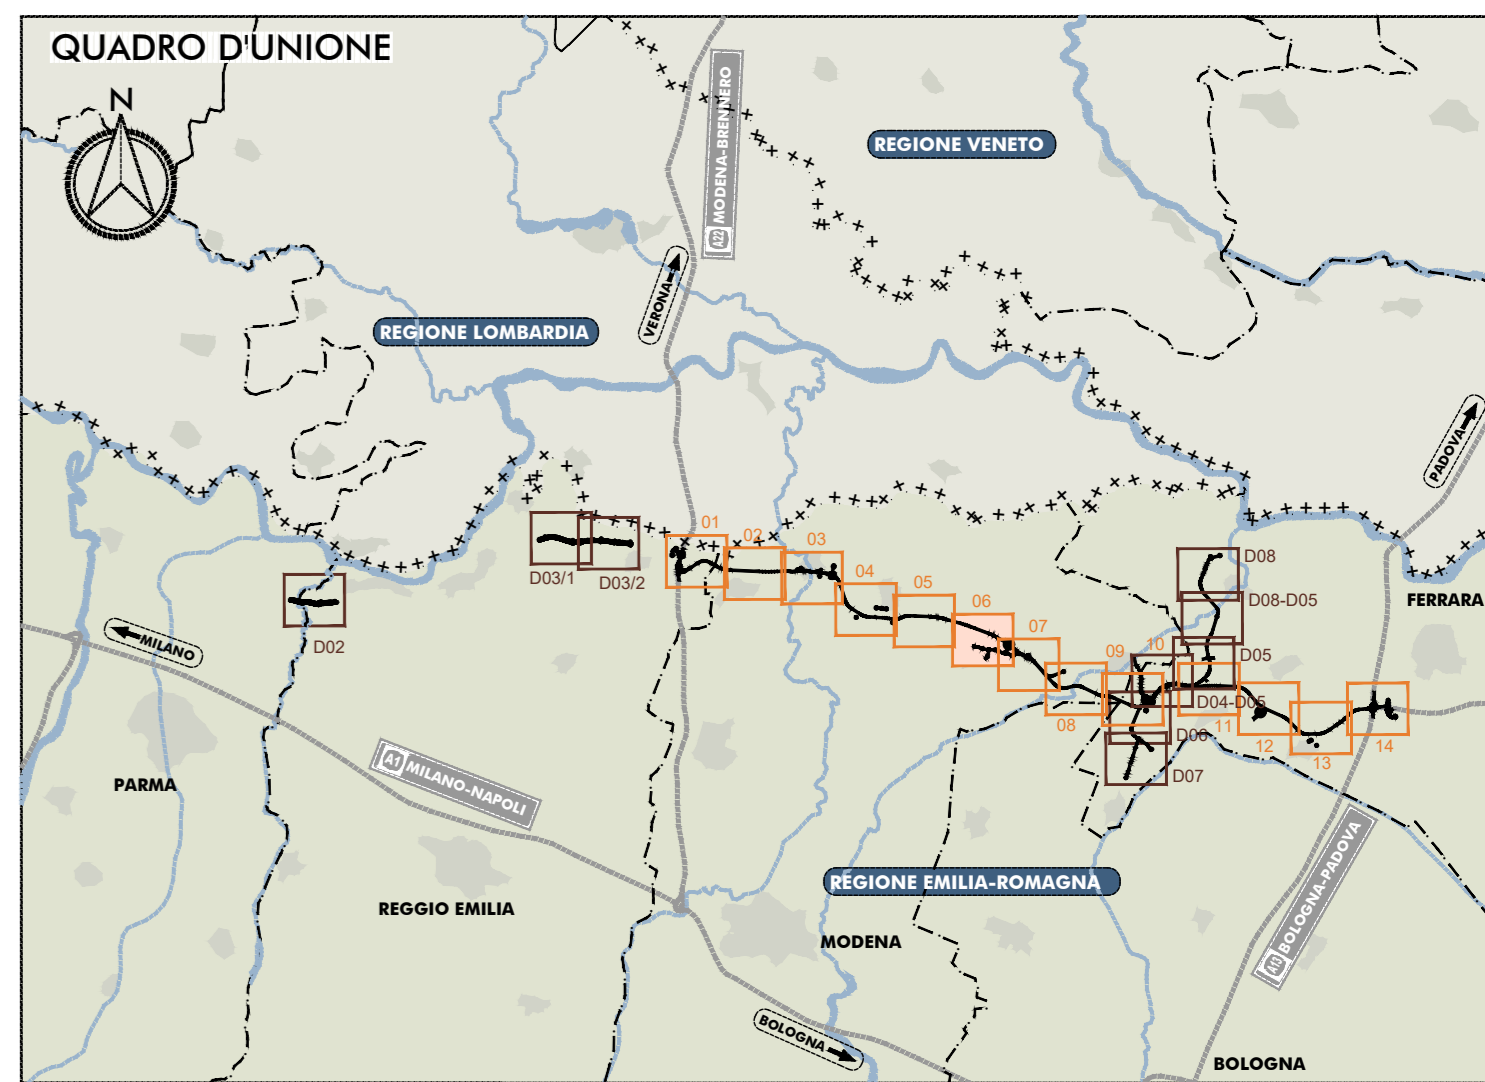 QUADRO D'UNIONE
N
A22 MODENA-BRENNERO
REGIONE VENETO
VERONA
REGIONE LOMBARDIA
PADOVA
01
02
03
04
05
06
07
08
09
10
11
12
13
14
D03/1
D03/2
D02
D08
D08-D05
D05
D04-D05
D06
D07
FERRARA
MILANO
PARMA
A1 MILANO-NAPOLI
REGGIO EMILIA
REGIONE EMILIA-ROMAGNA
MODENA
A13 BOLOGNA-PADOVA
BOLOGNA
BOLOGNA